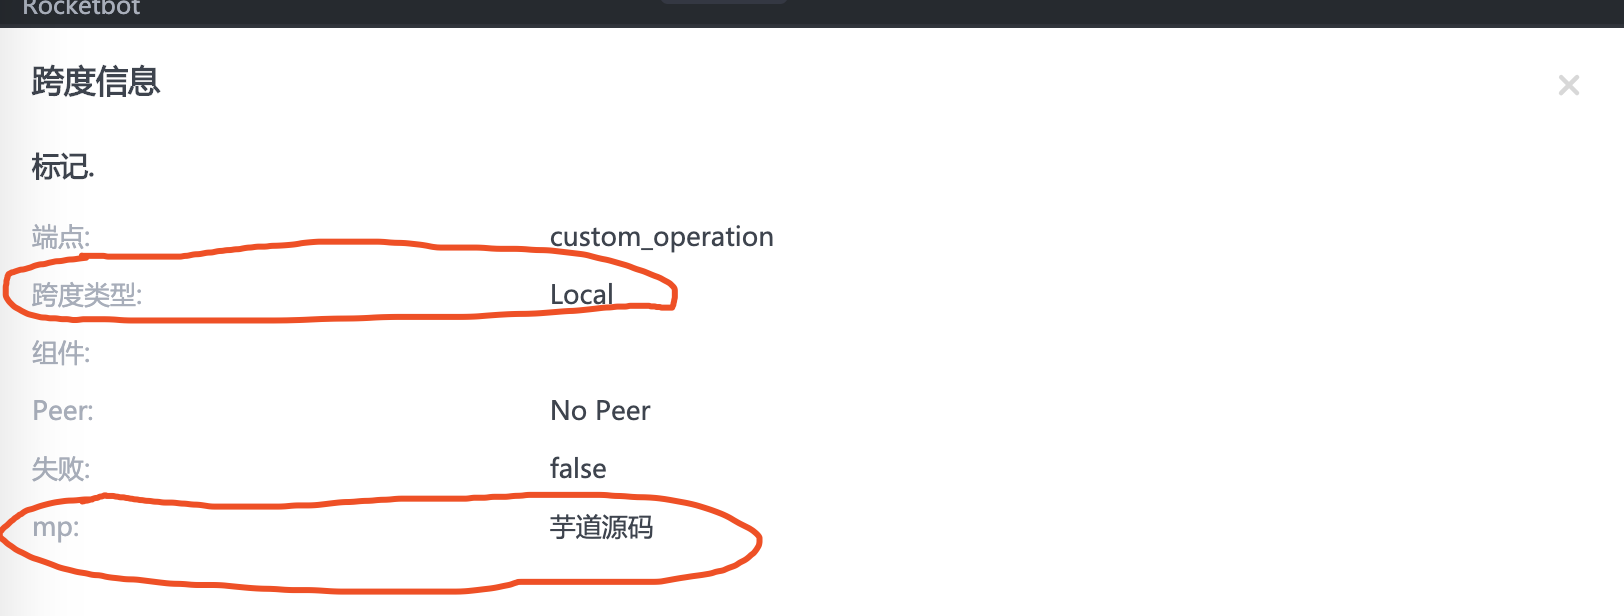 Rocketbot
跨度信息
标记.
端点: custom_operation
跨度类型: Local
组件:
Peer: No Peer
失败: false
mp: 芋道源码